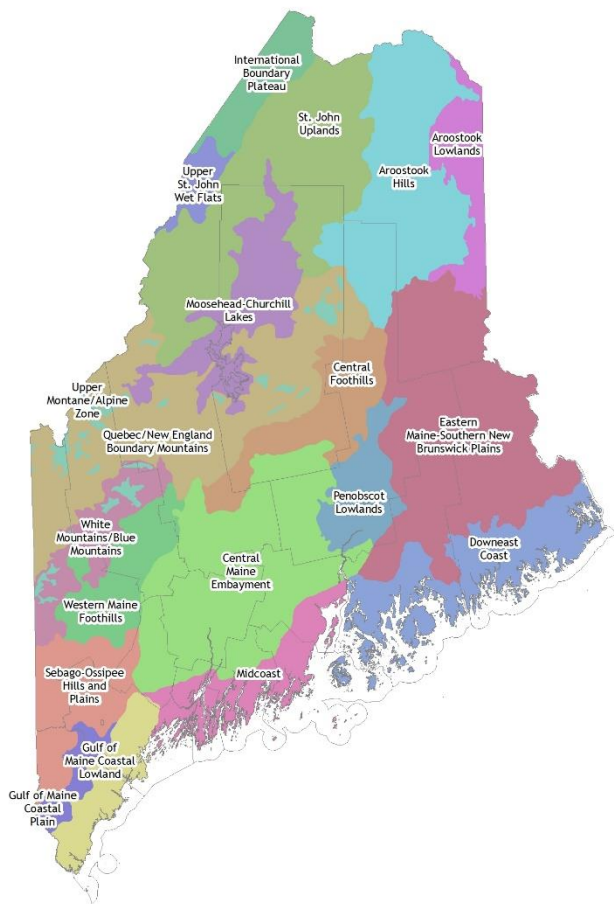 International
Boundary
Plateau
St. John
Uplands
Aroostook
Lowlands
Upper
St. John
Wet Flats
Aroostook
Hills
Moosehead-Churchill
Lakes
Central
Foothills
Upper
Montane/Alpine
Zone
Quebec/New England
Boundary Mountains
Eastern
Maine-Southern New
Brunswick Plains
Penobscot
Lowlands
White
Mountains/Blue
Mountains
Downeast
Coast
Central
Maine
Embayment
Western Maine
Foothills
Sebago-Ossipee
Hills and
Plains
Midcoast
Gulf of
Maine Coastal
Lowland
Gulf of Maine
Coastal
Plain